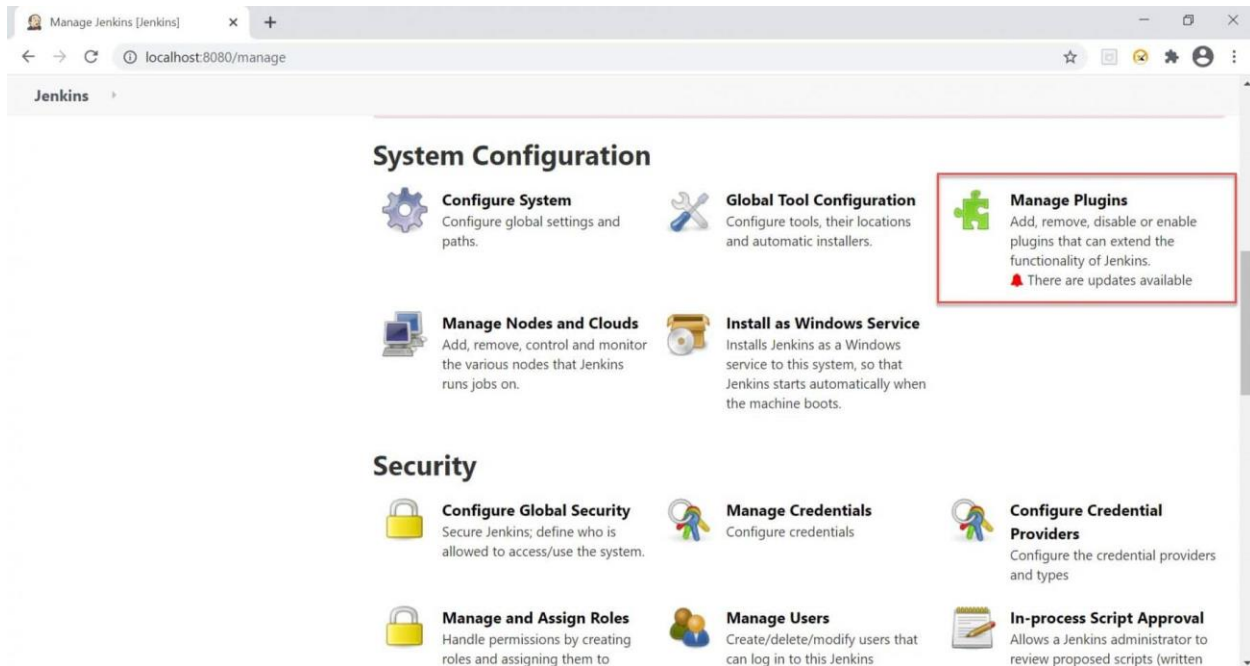 Manage Jenkins [Jenkins]
localhost:8080/manage
Jenkins
System Configuration
Configure System
Configure global settings and
paths.
Global Tool Configuration
Configure tools, their locations
and automatic installers.
Manage Plugins
Add, remove, disable or enable
plugins that can extend the
functionality of Jenkins.
There are updates available
Manage Nodes and Clouds
Add, remove, control and monitor
the various nodes that Jenkins
runs jobs on.
Install as Windows Service
Installs Jenkins as a Windows
service to this system, so that
Jenkins starts automatically when
the machine boots.
Security
Configure Global Security
Secure Jenkins; define who is
allowed to access/use the system.
Manage Credentials
Configure credentials
Configure Credential
Providers
Configure the credential providers
and types
Manage and Assign Roles
Handle permissions by creating
roles and assigning them to
Manage Users
Create/delete/modify users that
can log in to this Jenkins
In-process Script Approval
Allows a Jenkins administrator to
review proposed scripts (written